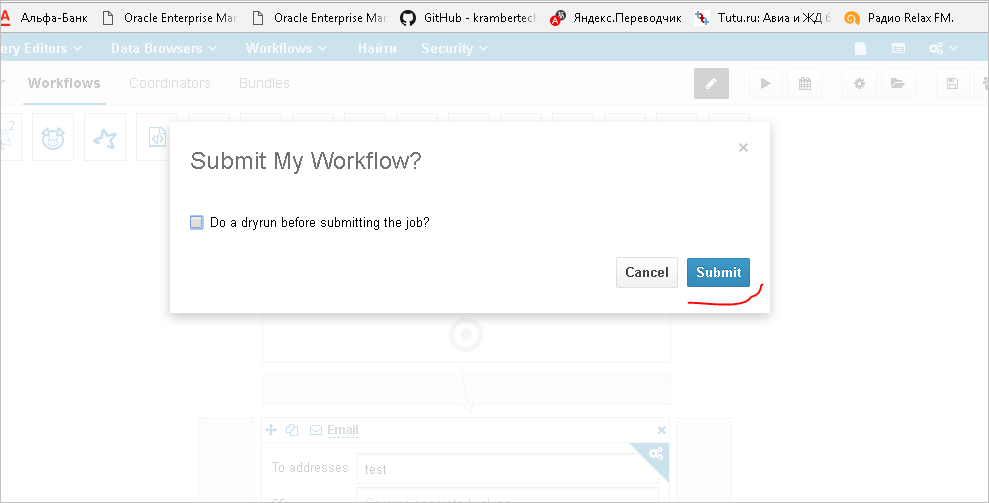 Альфа-Банк Oracle Enterprise Mar Oracle Enterprise Mar GitHub - krambertech Яндекс.Переводчик Tutu.ru: Авиа и ЖД б Радио Relax FM.
ery Editors Data Browsers Workflows Найти Security
Workflows Coordinators Bundles
Submit My Workflow?
Do a dryrun before submitting the job?
Cancel Submit
Email
To addresses test